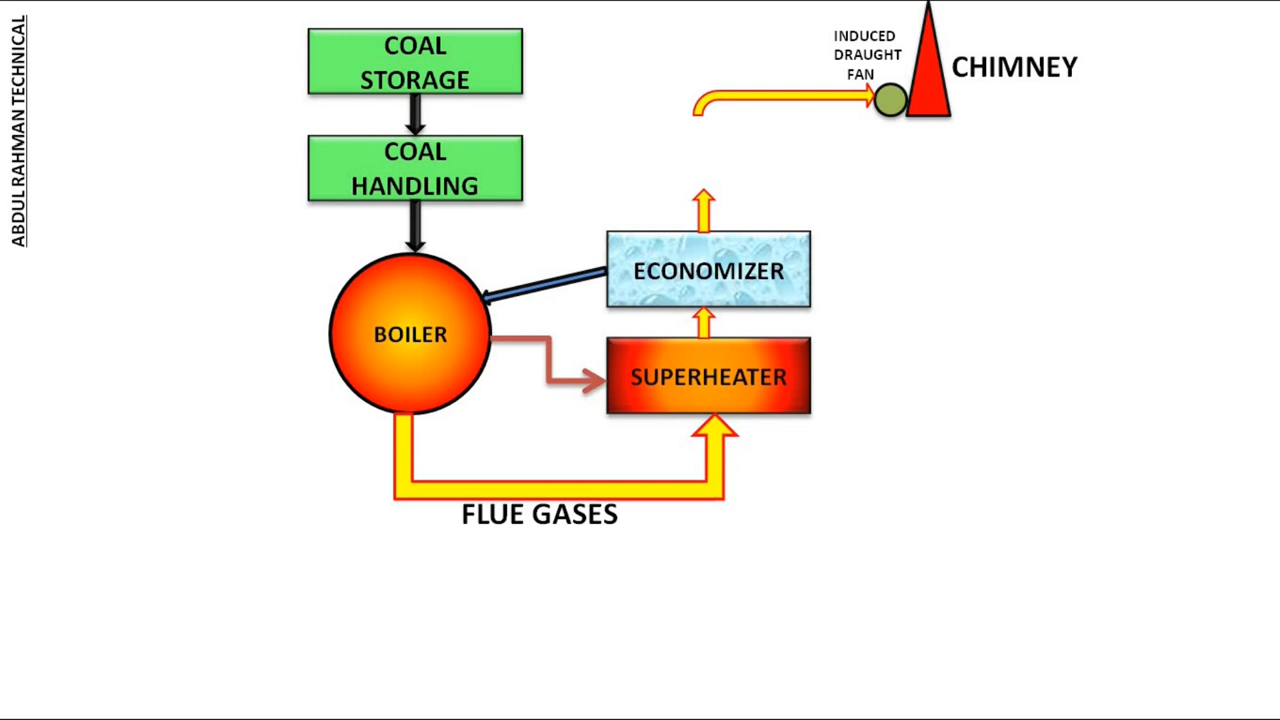 ABDUL RAHMAN TECHNICAL
COAL
STORAGE
COAL
HANDLING
INDUCED
DRAUGHT
FAN
CHIMNEY
ECONOMIZER
BOILER
SUPERHEATER
FLUE GASES